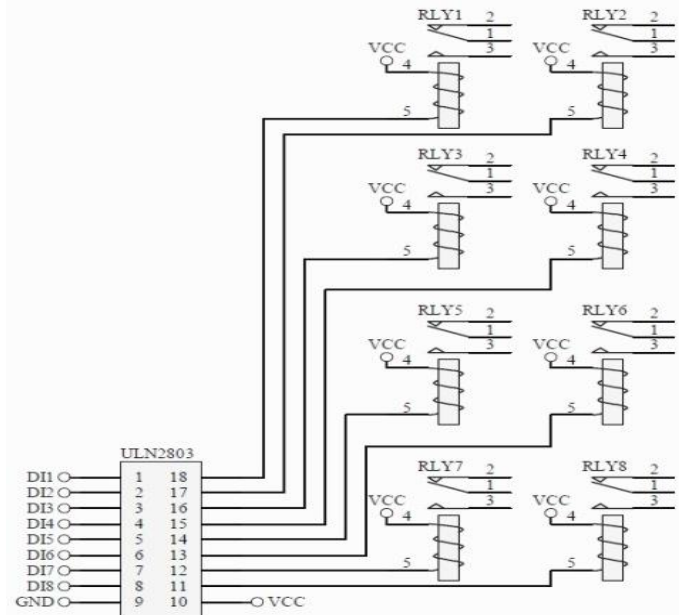 RLY1 2 RLY2 2
1 1
VCC 3 VCC 3
4 4
5 5
RLY3 2 RLY4 2
1 1
VCC 3 VCC 3
4 4
5 5
RLY5 2 RLY6 2
1 1
VCC 3 VCC 3
4 4
5 5
ULN2803
RLY7 2 RLY8 2
1 1
VCC 3 VCC 3
4 4
5 5
DI1 1 18
DI2 2 17
DI3 3 16
DI4 4 15
DI5 5 14
DI6 6 13
DI7 7 12
DI8 8 11
GND 9 10 VCC